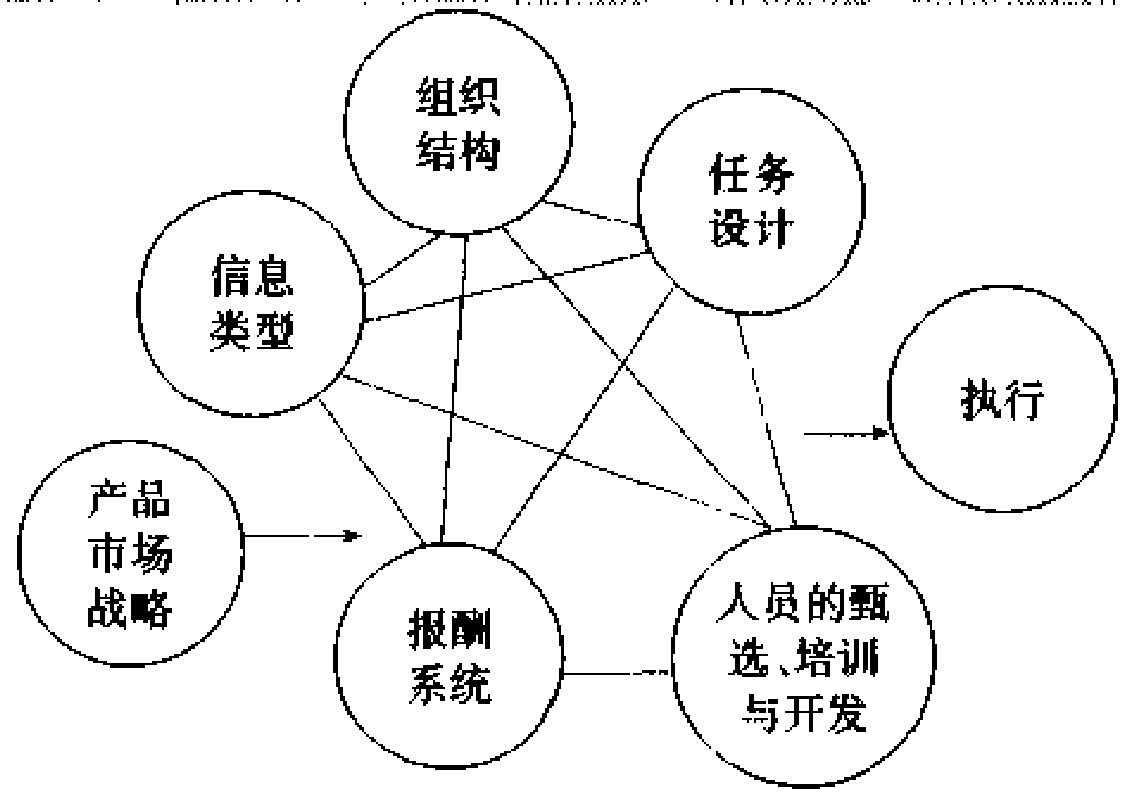 组织
结构
任务
设计
信息
类型
执行
产品
市场
战略
报酬
系统
人员的甄
选、培训
与开发